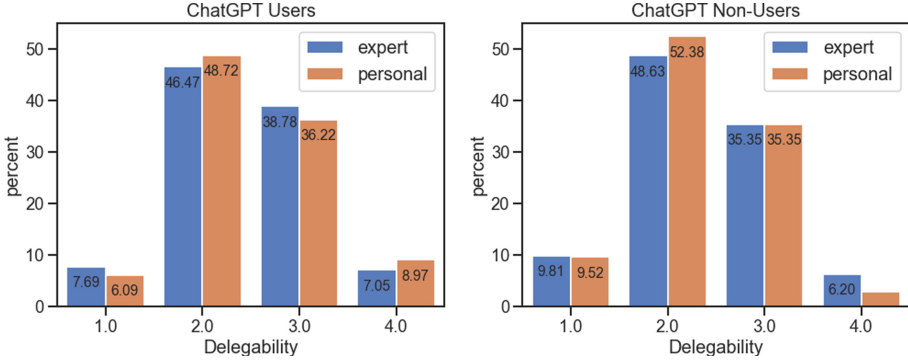 ChatGPT Users
percent
50
40
30
20
10
0
expert
personal
7.69
6.09
46.47
48.72
38.78
36.22
7.05
8.97
1.0 2.0 3.0 4.0
Delegability
ChatGPT Non-Users
percent
50
40
30
20
10
0
expert
personal
9.81
9.52
48.63
52.38
35.35
35.35
6.20
1.0 2.0 3.0 4.0
Delegability